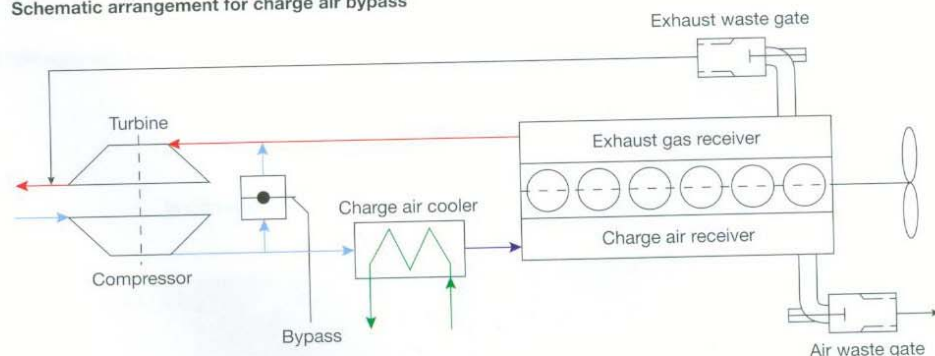 Schematic arrangement for charge air bypass
Exhaust waste gate
Turbine
Exhaust gas receiver
Charge air cooler
Charge air receiver
Compressor
Bypass
Air waste gate